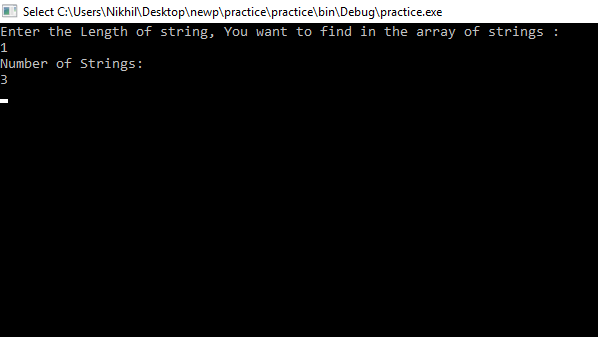 Select C:\Users\Nikhil\Desktop\newp\practice\practice\bin\Debug\practice.exe
Enter the Length of string, You want to find in the array of strings :
1
Number of Strings:
3